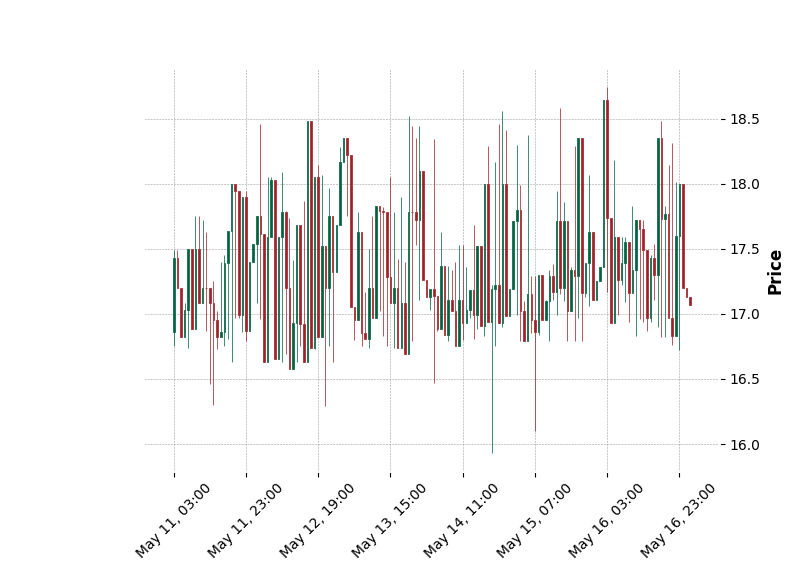 18.5
18.0
17.5
17.0
16.5
16.0
Price
May 11, 03:00
May 11, 23:00
May 12, 19:00
May 13, 15:00
May 14, 11:00
May 15, 07:00
May 16, 03:00
May 16, 23:00